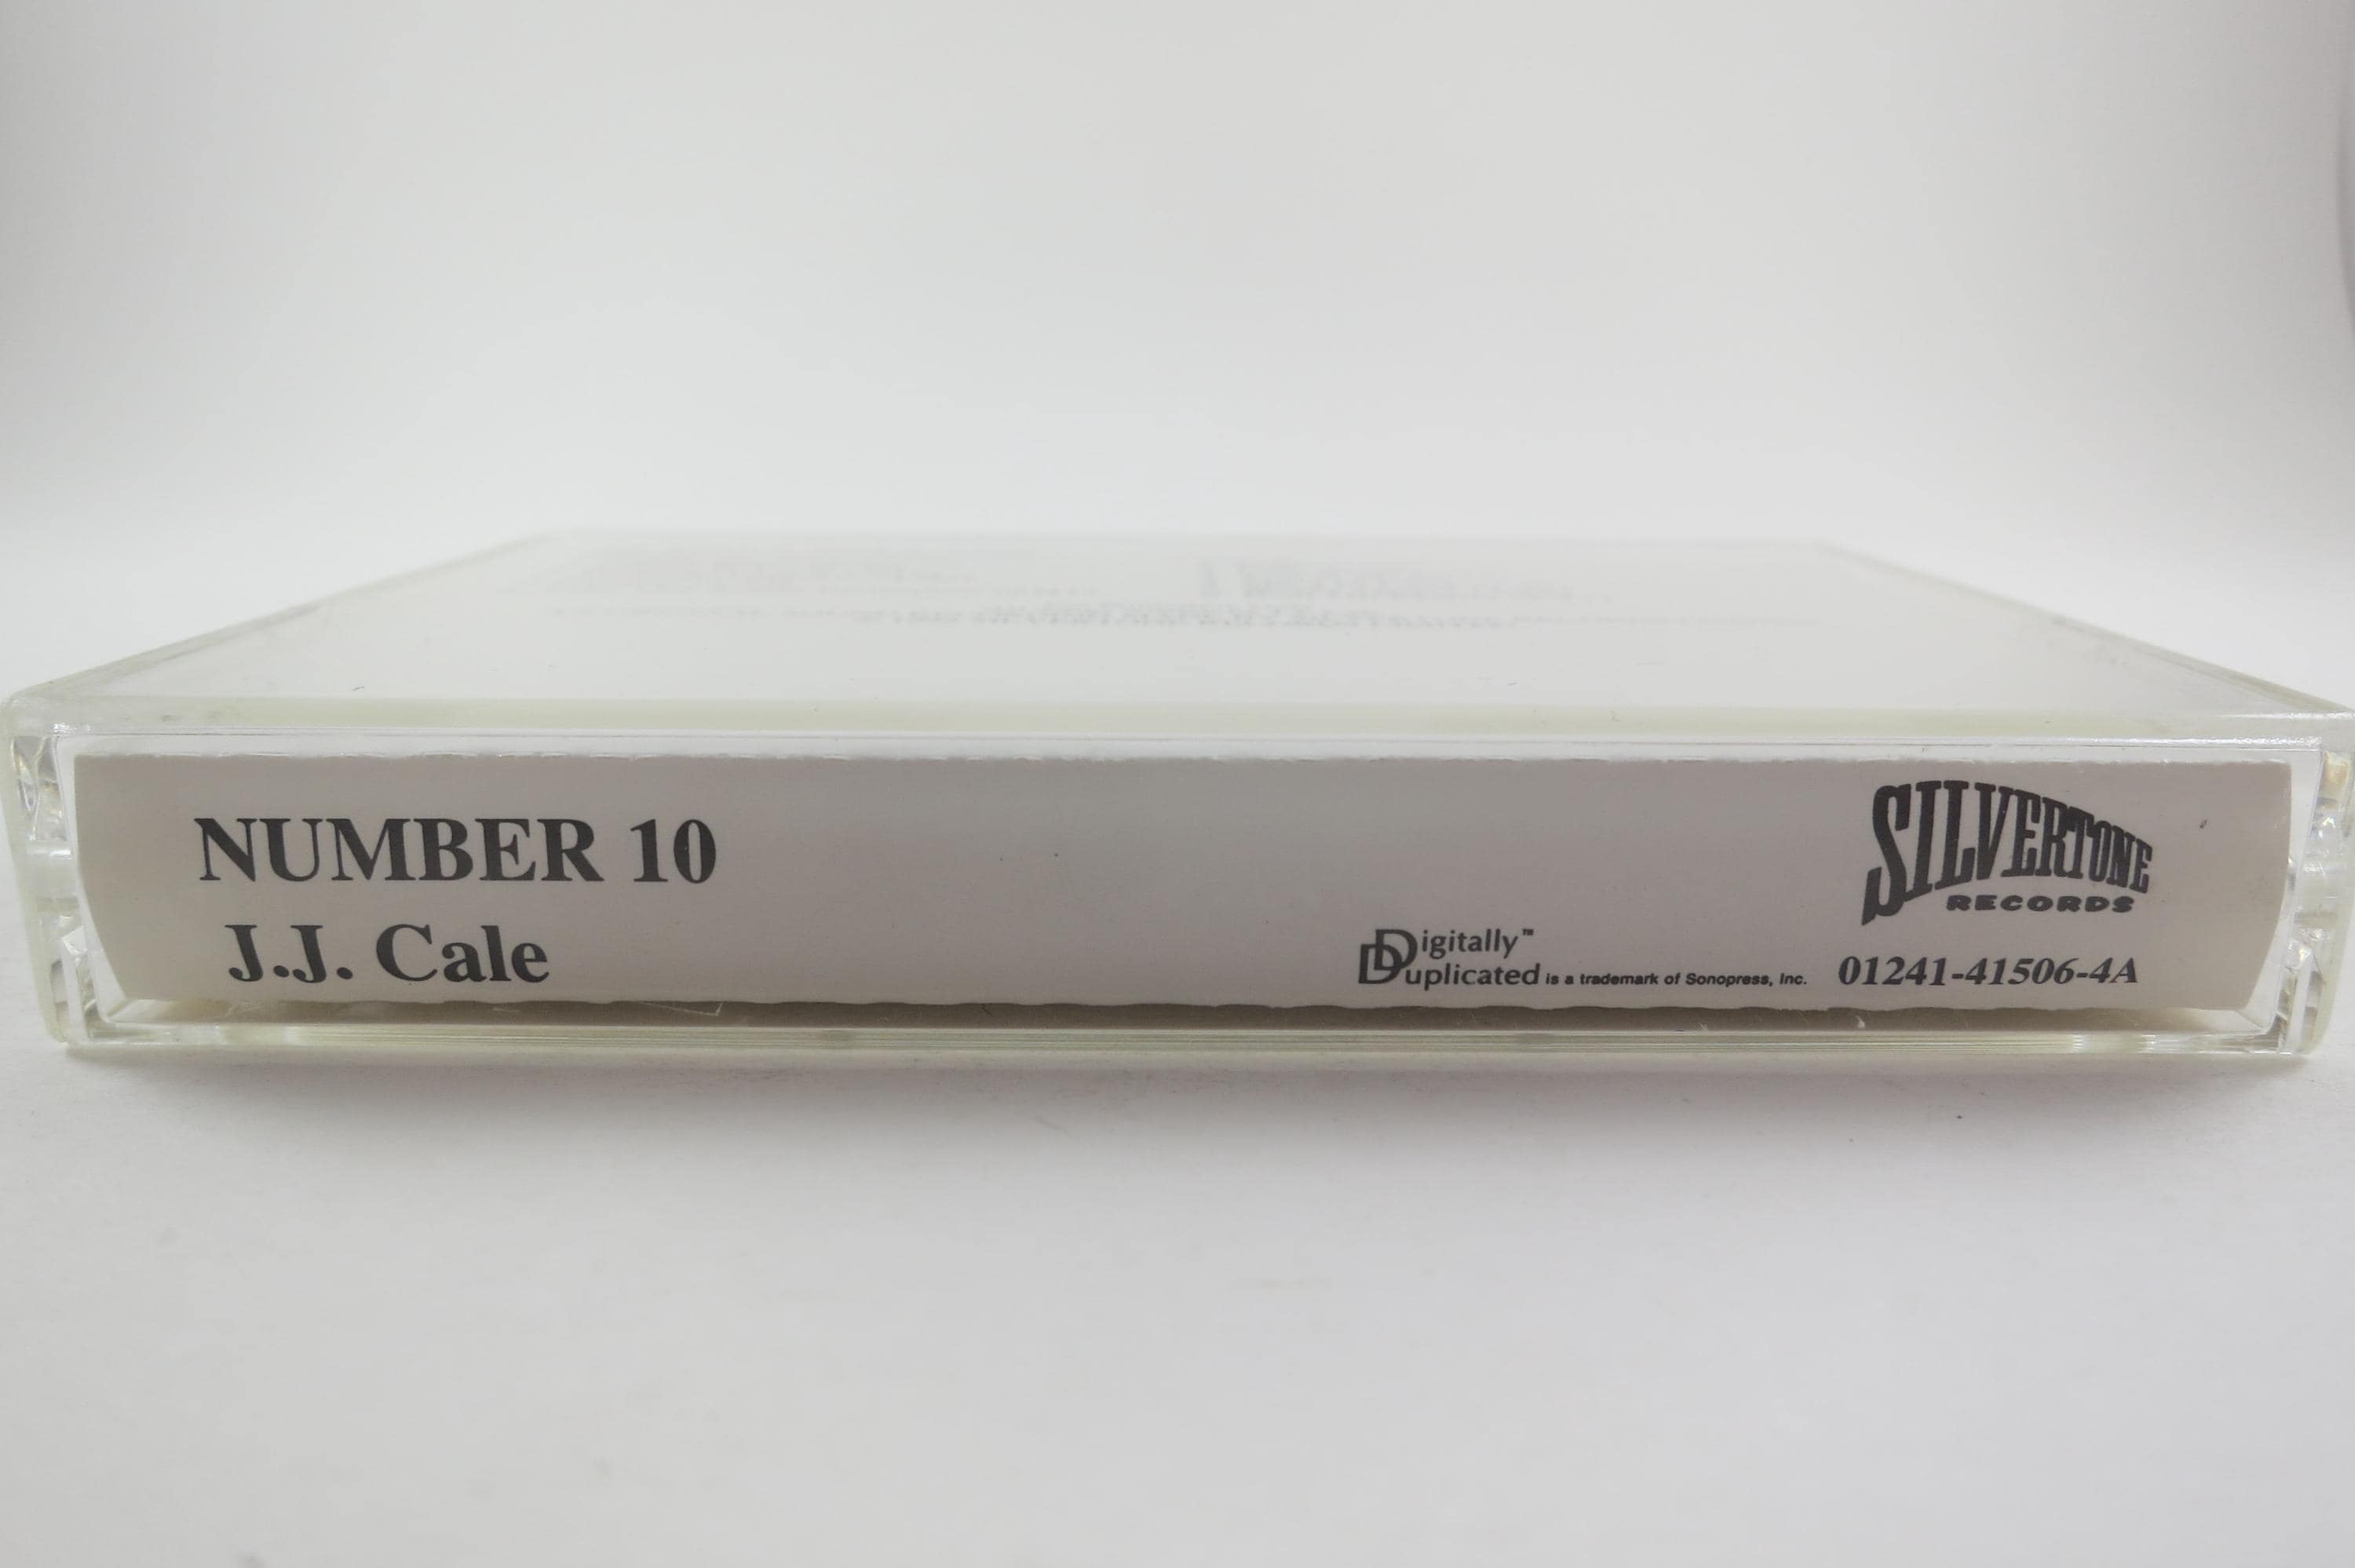 NUMBER 10
J.J. Cale
Digitally™
Duplicated is a trademark of Sonopress, Inc.
SILVERTONE
RECORDS
01241-41506-4A